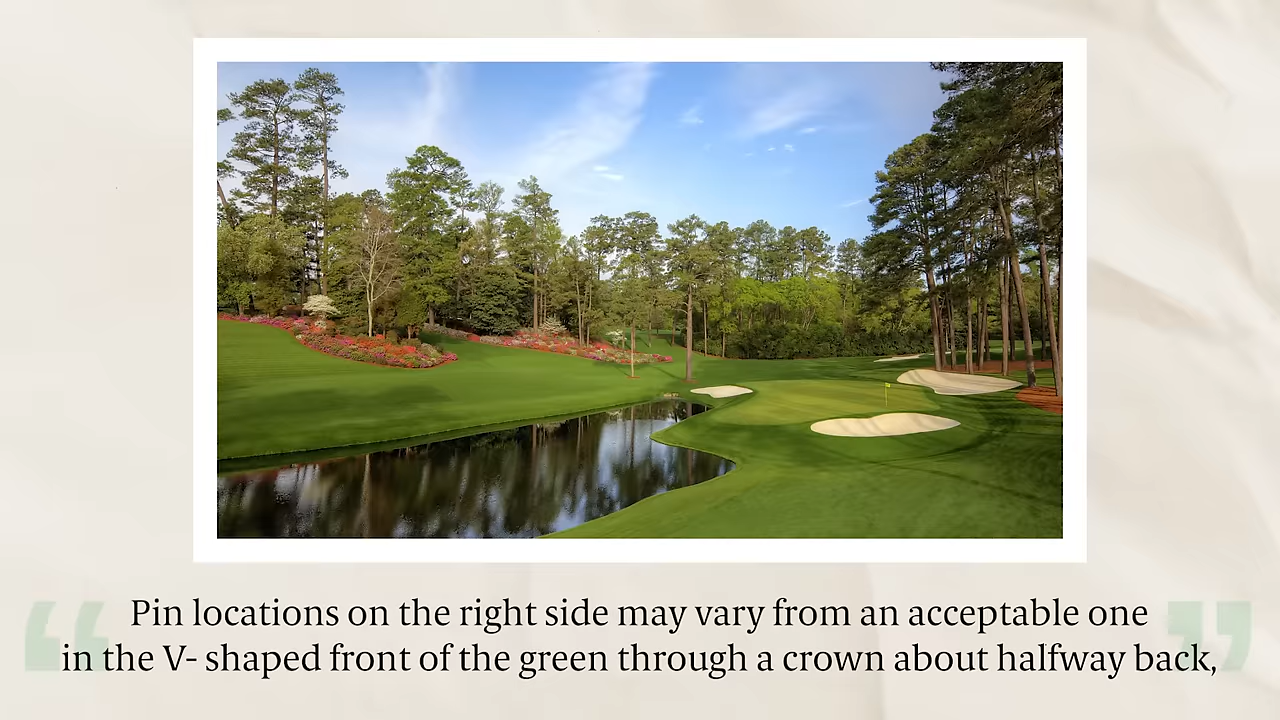 Pin locations on the right side may vary from an acceptable one
in the V- shaped front of the green through a crown about halfway back,